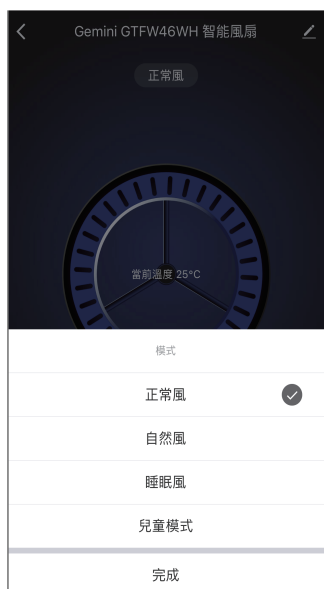 Gemini GTFW46WH 智能風扇
正常風
當前溫度 25°C
模式
正常風
自然風
睡眠風
兒童模式
完成